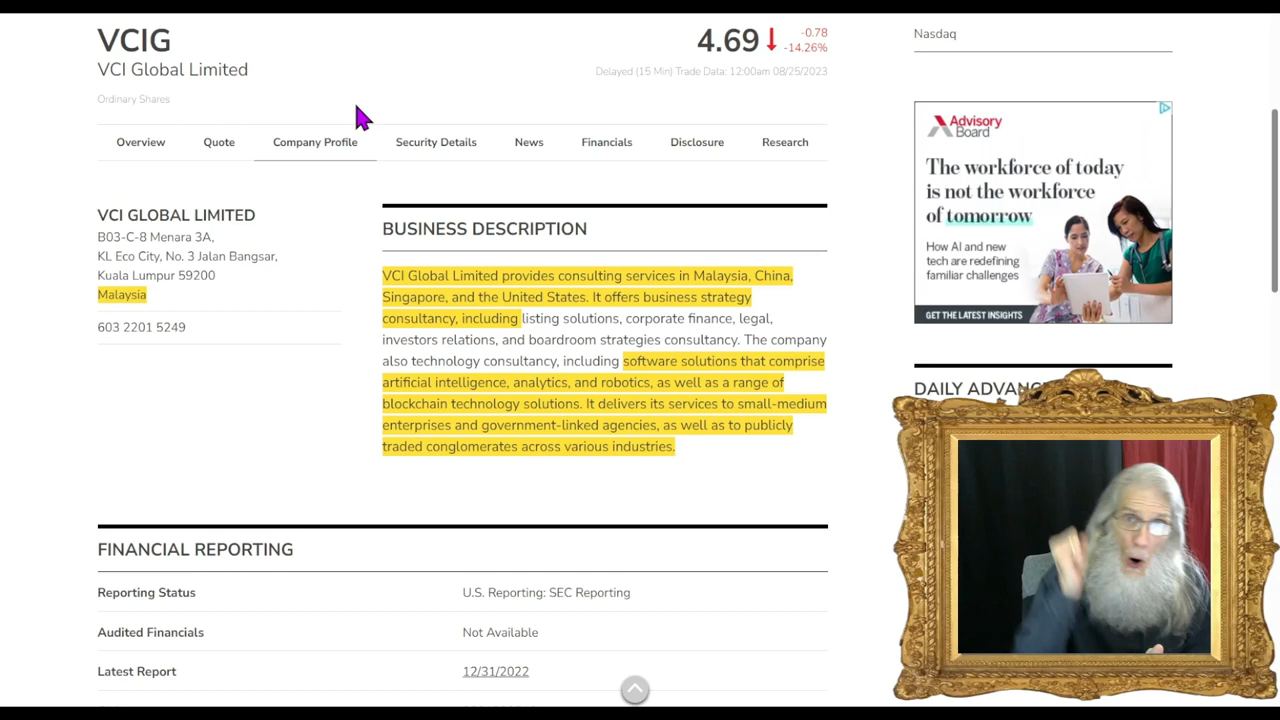 VCIG
VCI Global Limited
Ordinary Shares
4.69
-0.78
-14.26%
Delayed (15 Min) Trade Data: 12:00am 08/25/2023
Overview Quote Company Profile Security Details News Financials Disclosure Research
VCI GLOBAL LIMITED
B03-C-8 Menara 3A,
KL Eco City, No. 3 Jalan Bangsar,
Kuala Lumpur 59200
Malaysia
603 2201 5249
BUSINESS DESCRIPTION
VCI Global Limited provides consulting services in Malaysia, China,
Singapore, and the United States. It offers business strategy
consultancy, including listing solutions, corporate finance, legal,
investors relations, and boardroom strategies consultancy. The company
also technology consultancy, including software solutions that comprise
artificial intelligence, analytics, and robotics, as well as a range of
blockchain technology solutions. It delivers its services to small-medium
enterprises and government-linked agencies, as well as to publicly
traded conglomerates across various industries.
FINANCIAL REPORTING
Reporting Status U.S. Reporting: SEC Reporting
Audited Financials Not Available
Latest Report 12/31/2022
Nasdaq
Advisory
Board
The workforce of today
is not the workforce
of tomorrow
How AI and new
tech are redefining
familiar challenges
GET THE LATEST INSIGHTS
DAILY